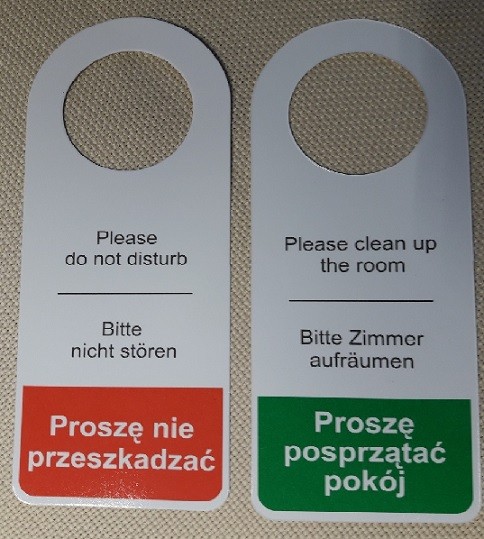 Please
do not disturb
Bitte
nicht stören
Proszę nie
przeszkadzać
Please clean up
the room
Bitte Zimmer
aufräumen
Proszę
posprzątać
pokój